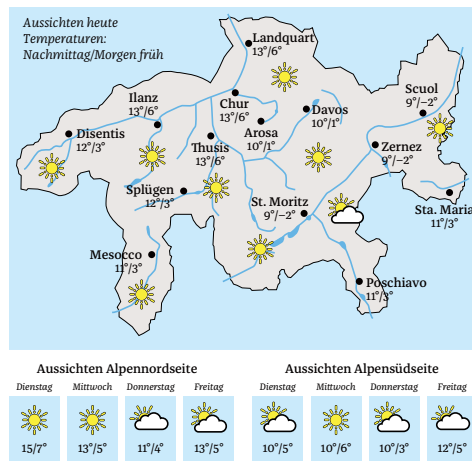 Aussichten heute
Temperaturen:
Nachmittag/Morgen früh
Landquart
13°/6°
Ilanz
13°/6°
Chur
13°/6°
Scuol
9°/–2°
Disentis
12°/3°
Thusis
13°/6°
Arosa
10°/1°
Davos
10°/1°
Zernez
9°/–2°
Splügen
12°/3°
St. Moritz
9°/–2°
Sta. Maria
11°/3°
Mesocco
11°/3°
Poschiavo
11°/3°
Aussichten Alpennordseite
Dienstag Mittwoch Donnerstag Freitag
15/7° 13°/5° 11°/4° 13°/5°
Aussichten Alpensüdseite
Dienstag Mittwoch Donnerstag Freitag
10°/5° 10°/6° 10°/3° 12°/5°